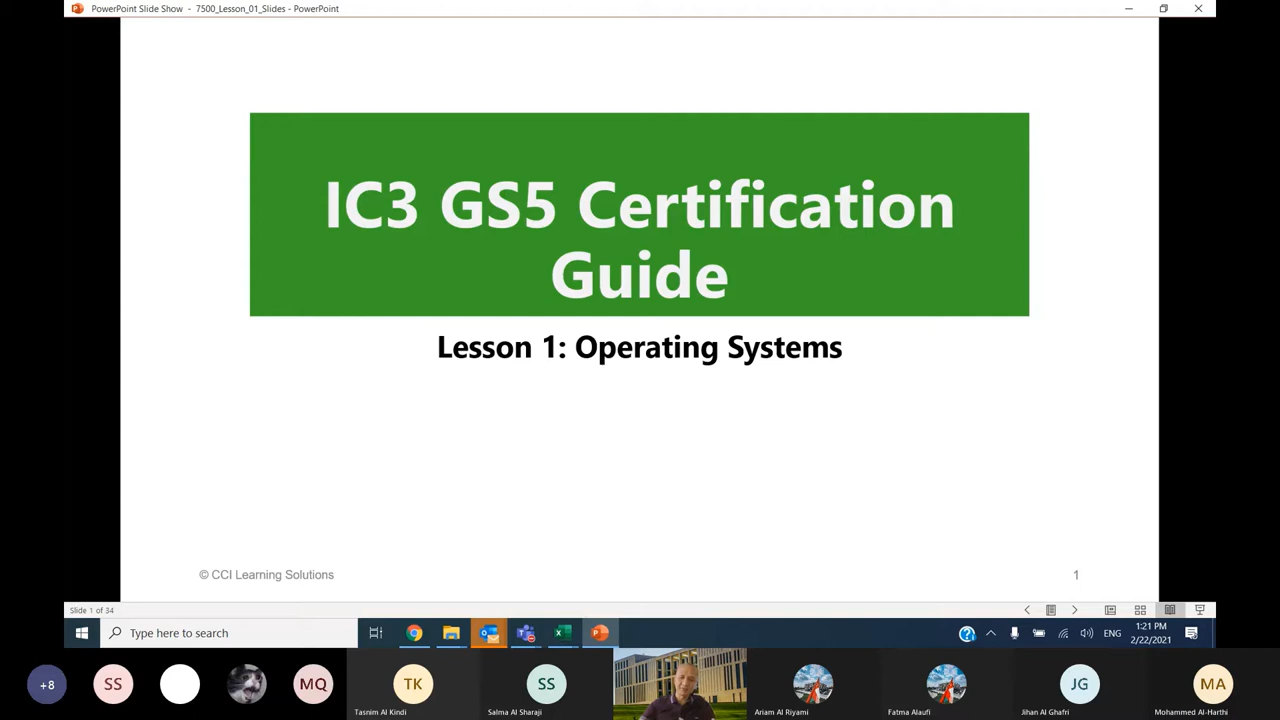 PowerPoint Slide Show - 7500_Lesson_01_Slides - PowerPoint
IC3 GS5 Certification
Guide
Lesson 1: Operating Systems
© CCI Learning Solutions
1
Slide 1 of 34
Type here to search
ENG
1:21 PM
2/22/2021
+8
SS
MQ
TK
Tasnim Al Kindi
SS
Salma Al Sharaji
Ariam Al Riyami
Fatma Alaufi
JG
Jihan Al Ghafri
MA
Mohammed Al-Harthi